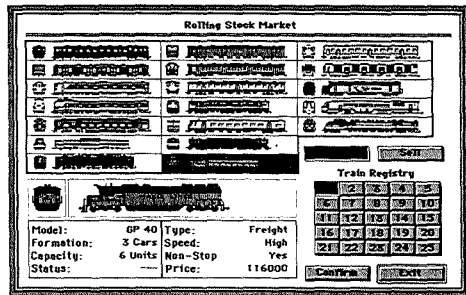 Rolling Stock Market
Sell
Train Registry
2 3 4 5
6 7 8 9 10
11 12 13 14 15
16 17 18 19 20
21 22 23 24 25
Model: GP 40 Type: Freight
Formation: 3 Cars Speed: High
Capacity: 6 Units Non-Stop Yes
Status: --- Price: 116000
Confirm Exit